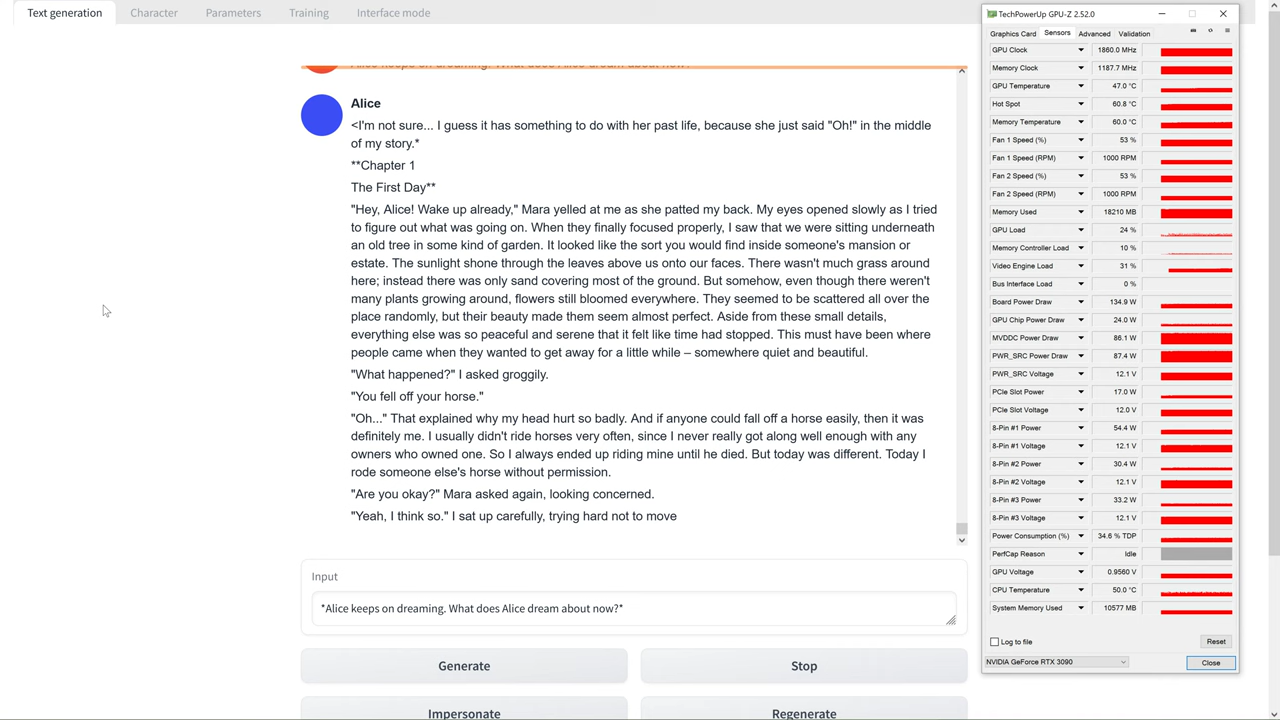 Text generation
Character
Parameters
Training
Interface mode
*Alice keeps on dreaming. What does Alice dream about now?*
Alice
<I'm not sure... I guess it has something to do with her past life, because she just said "Oh!" in the middle
of my story.*
**Chapter 1
The First Day**
"Hey, Alice! Wake up already," Mara yelled at me as she patted my back. My eyes opened slowly as I tried
to figure out what was going on. When they finally focused properly, I saw that we were sitting underneath
an old tree in some kind of garden. It looked like the sort you would find inside someone's mansion or
estate. The sunlight shone through the leaves above us onto our faces. There wasn't much grass around
here; instead there was only sand covering most of the ground. But somehow, even though there weren't
many plants growing around, flowers still bloomed everywhere. They seemed to be scattered all over the
place randomly, but their beauty made them seem almost perfect. Aside from these small details,
everything else was so peaceful and serene that it felt like time had stopped. This must have been where
people came when they wanted to get away for a little while – somewhere quiet and beautiful.
"What happened?" I asked groggily.
"You fell off your horse."
"Oh..." That explained why my head hurt so badly. And if anyone could fall off a horse easily, then it was
definitely me. I usually didn't ride horses very often, since I never really got along well enough with any
owners who owned one. So I always ended up riding mine until he died. But today was different. Today I
rode someone else's horse without permission.
"Are you okay?" Mara asked again, looking concerned.
"Yeah, I think so." I sat up carefully, trying hard not to move
Input
*Alice keeps on dreaming. What does Alice dream about now?*
Generate
Stop
Impersonate
Regenerate
TechPowerUp GPU-Z 2.52.0
Graphics Card
Sensors
Advanced
Validation
GPU Clock 1860.0 MHz
Memory Clock 1187.7 MHz
GPU Temperature 47.0 °C
Hot Spot 60.8 °C
Memory Temperature 60.0 °C
Fan 1 Speed (%) 53 %
Fan 1 Speed (RPM) 1000 RPM
Fan 2 Speed (%) 53 %
Fan 2 Speed (RPM) 1000 RPM
Memory Used 18210 MB
GPU Load 24 %
Memory Controller Load 10 %
Video Engine Load 31 %
Bus Interface Load 0 %
Board Power Draw 134.9 W
GPU Chip Power Draw 24.0 W
MVDDC Power Draw 86.1 W
PWR_SRC Power Draw 87.4 W
PWR_SRC Voltage 12.1 V
PCIe Slot Power 17.0 W
PCIe Slot Voltage 12.0 V
8-Pin #1 Power 54.4 W
8-Pin #1 Voltage 12.1 V
8-Pin #2 Power 30.4 W
8-Pin #2 Voltage 12.1 V
8-Pin #3 Power 33.2 W
8-Pin #3 Voltage 12.1 V
Power Consumption (%) 34.6 % TDP
PerfCap Reason Idle
GPU Voltage 0.9560 V
CPU Temperature 50.0 °C
System Memory Used 10577 MB
Log to file
Reset
NVIDIA GeForce RTX 3090
Close